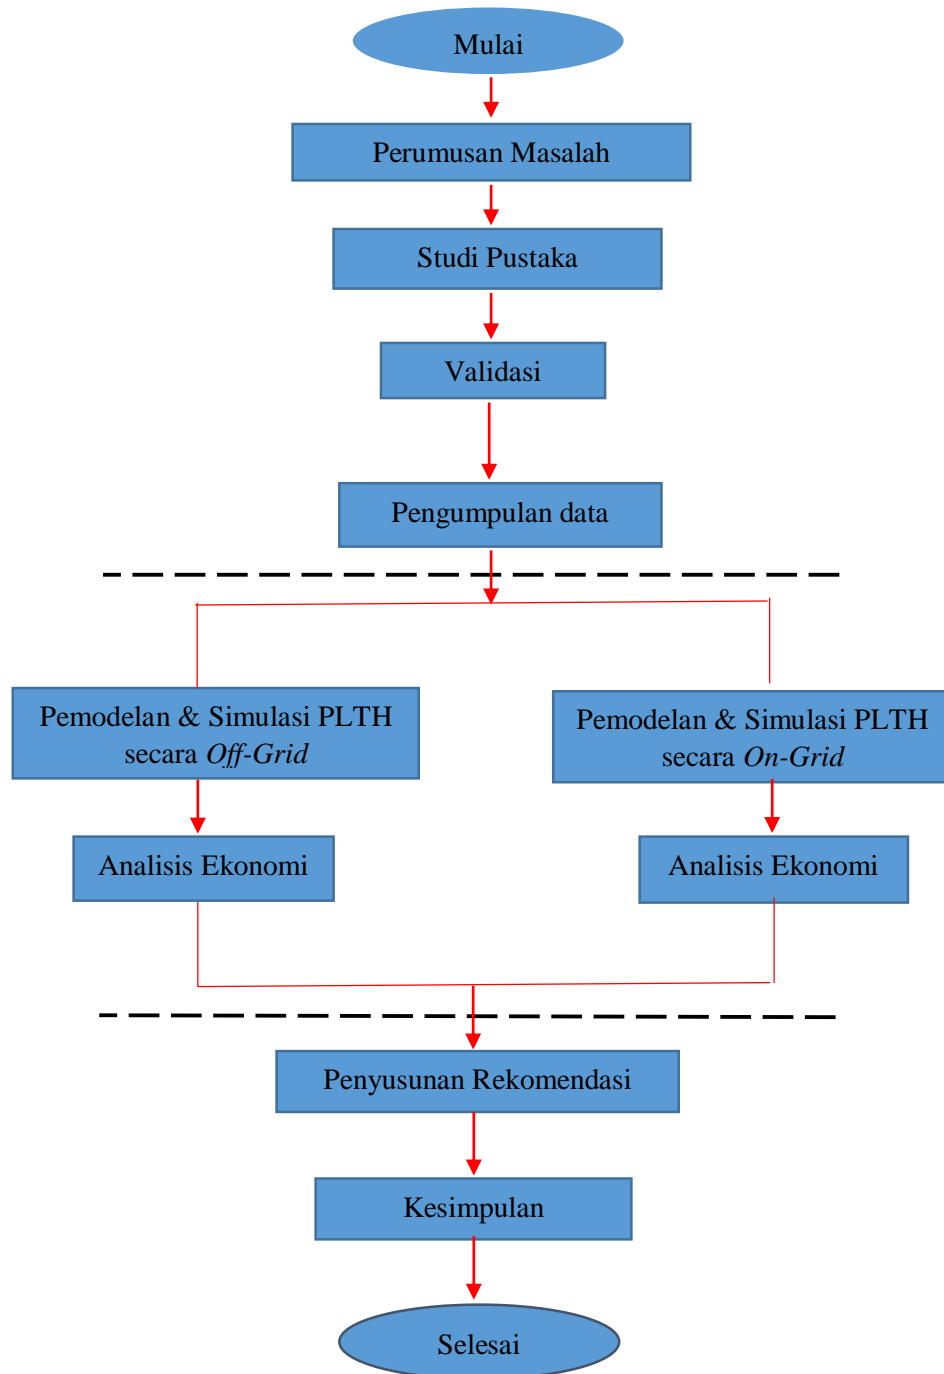 Mulai
Perumusan Masalah
Studi Pustaka
Validasi
Pengumpulan data
Pemodelan & Simulasi PLTH
secara Off-Grid
Pemodelan & Simulasi PLTH
secara On-Grid
Analisis Ekonomi
Analisis Ekonomi
Penyusunan Rekomendasi
Kesimpulan
Selesai